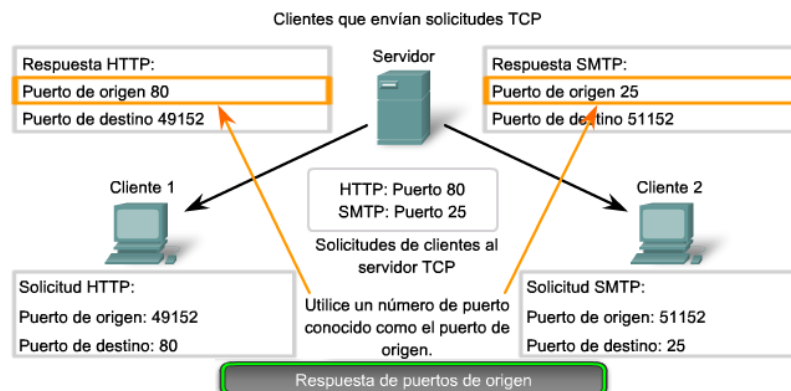 Clientes que envían solicitudes TCP
Respuesta HTTP:
Puerto de origen 80
Puerto de destino 49152
Servidor
Respuesta SMTP:
Puerto de origen 25
Puerto de destino 51152
Cliente 1
HTTP: Puerto 80
SMTP: Puerto 25
Cliente 2
Solicitudes de clientes al
servidor TCP
Solicitud HTTP:
Puerto de origen: 49152
Puerto de destino: 80
Utilice un número de puerto
conocido como el puerto de
origen.
Solicitud SMTP:
Puerto de origen: 51152
Puerto de destino: 25
Respuesta de puertos de origen